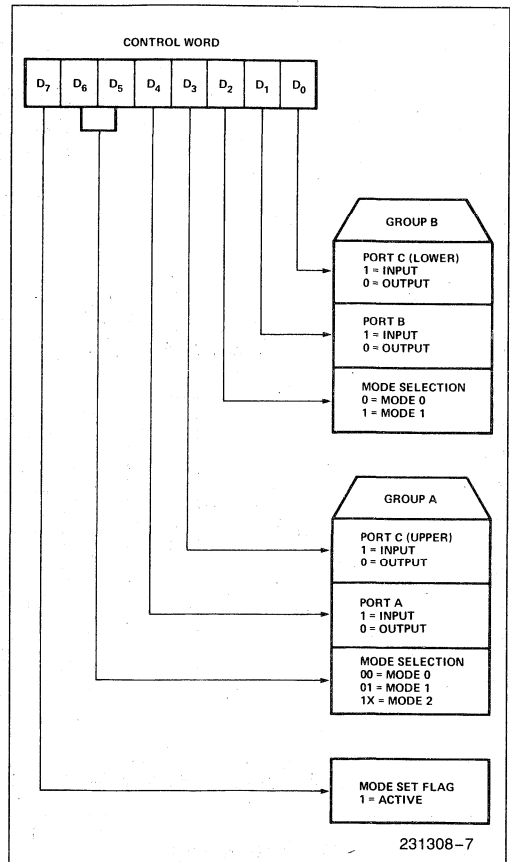 CONTROL WORD
D7 D6 D5 D4 D3 D2 D1 D0
GROUP B
PORT C (LOWER)
1 = INPUT
0 = OUTPUT
PORT B
1 = INPUT
0 = OUTPUT
MODE SELECTION
0 = MODE 0
1 = MODE 1
GROUP A
PORT C (UPPER)
1 = INPUT
0 = OUTPUT
PORT A
1 = INPUT
0 = OUTPUT
MODE SELECTION
00 = MODE 0
01 = MODE 1
1X = MODE 2
MODE SET FLAG
1 = ACTIVE
231308–7